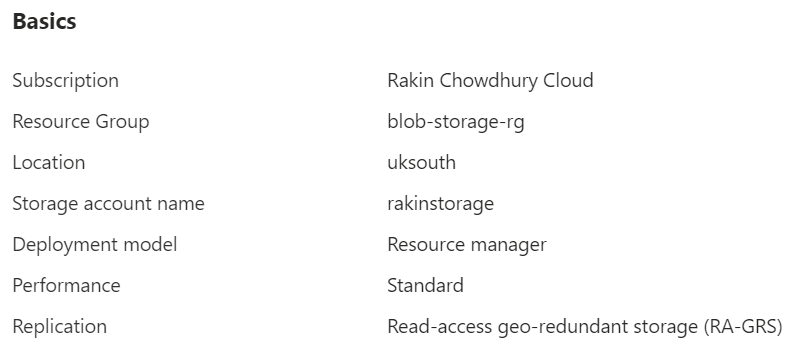 Basics
Subscription Rakin Chowdhury Cloud
Resource Group blob-storage-rg
Location uksouth
Storage account name rakinstorage
Deployment model Resource manager
Performance Standard
Replication Read-access geo-redundant storage (RA-GRS)